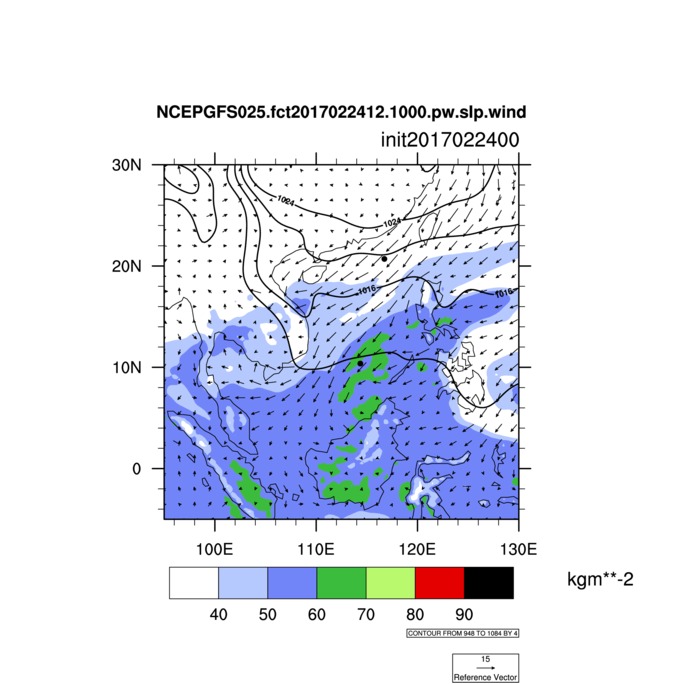 NCEPGFS025.fct2017022412.1000.pw.slp.wind
init2017022400
30N
1024
1024
20N
1016
1016
10N
0
100E 110E 120E 130E
kgm**-2
40 50 60 70 80 90
CONTOUR FROM 948 TO 1084 BY 4
15
Reference Vector